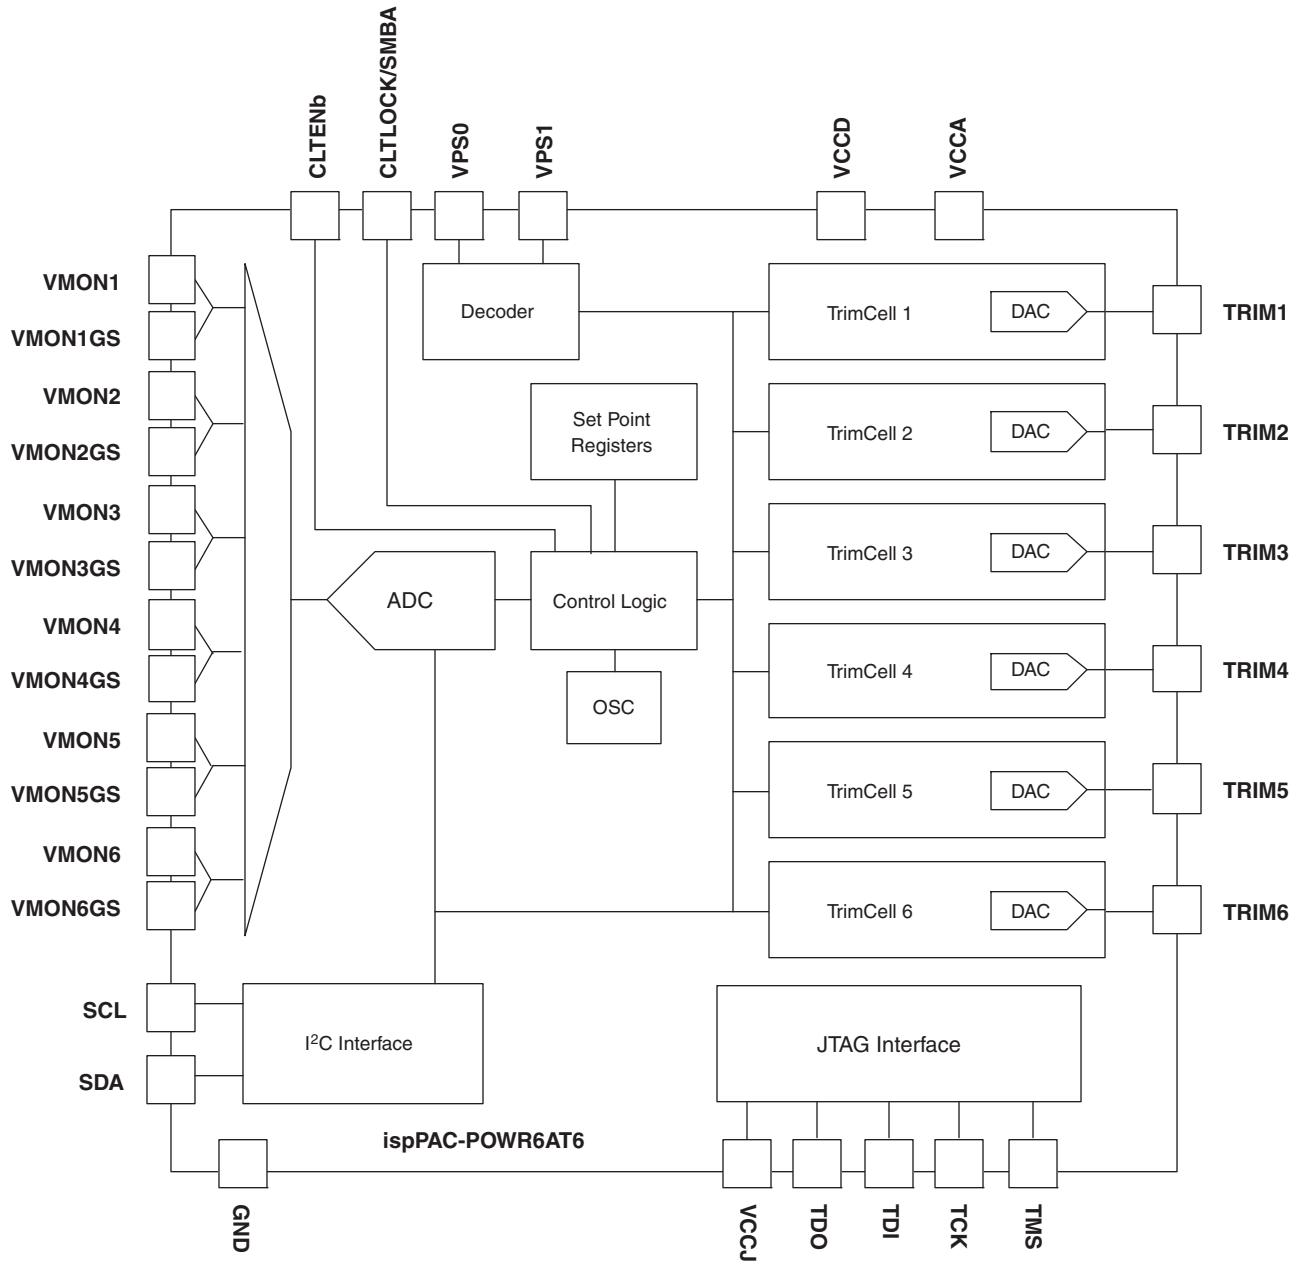 CLTENb
CLTLOCK/SMBA
VPS0
VPS1
VCCD
VCCA
VMON1
VMON1GS
VMON2
VMON2GS
VMON3
VMON3GS
VMON4
VMON4GS
VMON5
VMON5GS
VMON6
VMON6GS
SCL
SDA
Decoder
Set Point
Registers
ADC
Control Logic
OSC
TrimCell 1
DAC
TRIM1
TrimCell 2
DAC
TRIM2
TrimCell 3
DAC
TRIM3
TrimCell 4
DAC
TRIM4
TrimCell 5
DAC
TRIM5
TrimCell 6
DAC
TRIM6
I²C Interface
JTAG Interface
ispPAC-POWR6AT6
GND
VCCJ
TDO
TDI
TCK
TMS